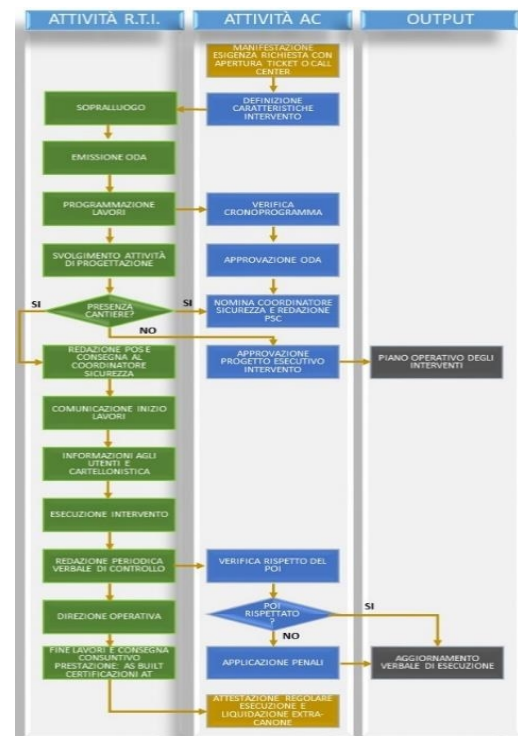 ATTIVITÀ R.T.I.
ATTIVITÀ AC
OUTPUT
MANIFESTAZIONE
ESIGENZA RICHIESTA CON
APERTURA TICKET O CALL
CENTER
SOPRALLUOGO
DEFINIZIONE
CARATTERISTICHE
INTERVENTO
EMISSIONE ODA
PROGRAMMAZIONE
LAVORI
VERIFICA
CRONOPROGRAMMA
SVOLGIMENTO ATTIVITÀ
DI PROGETTAZIONE
APPROVAZIONE ODA
SI
PRESENZA
CANTIERE?
SI
NOMINA COORDINATORE
SICUREZZA E REDAZIONE
PSC
NO
REDAZIONE POS E
CONSEGNA AL
COORDINATORE
SICUREZZA
APPROVAZIONE
PROGETTO ESECUTIVO
INTERVENTO
PIANO OPERATIVO DEGLI
INTERVENTI
COMUNICAZIONE INIZIO
LAVORI
INFORMAZIONI AGLI
UTENTI E
CARTELLONISTICA
ESECUZIONE INTERVENTO
REDAZIONE PERIODICA
VERBALE DI CONTROLLO
VERIFICA RISPETTO DEL
POI
DIREZIONE OPERATIVA
POI
RISPETTATO
?
SI
NO
FINE LAVORI E CONSEGNA
CONSUNTIVO
PRESTAZIONE: AS BUILT
CERTIFICAZIONI AT
APPLICAZIONE PENALI
AGGIORNAMENTO
VERBALE DI ESECUZIONE
ATTESTAZIONE REGOLARE
ESECUZIONE E
LIQUIDAZIONE EXTRA-
CANONE